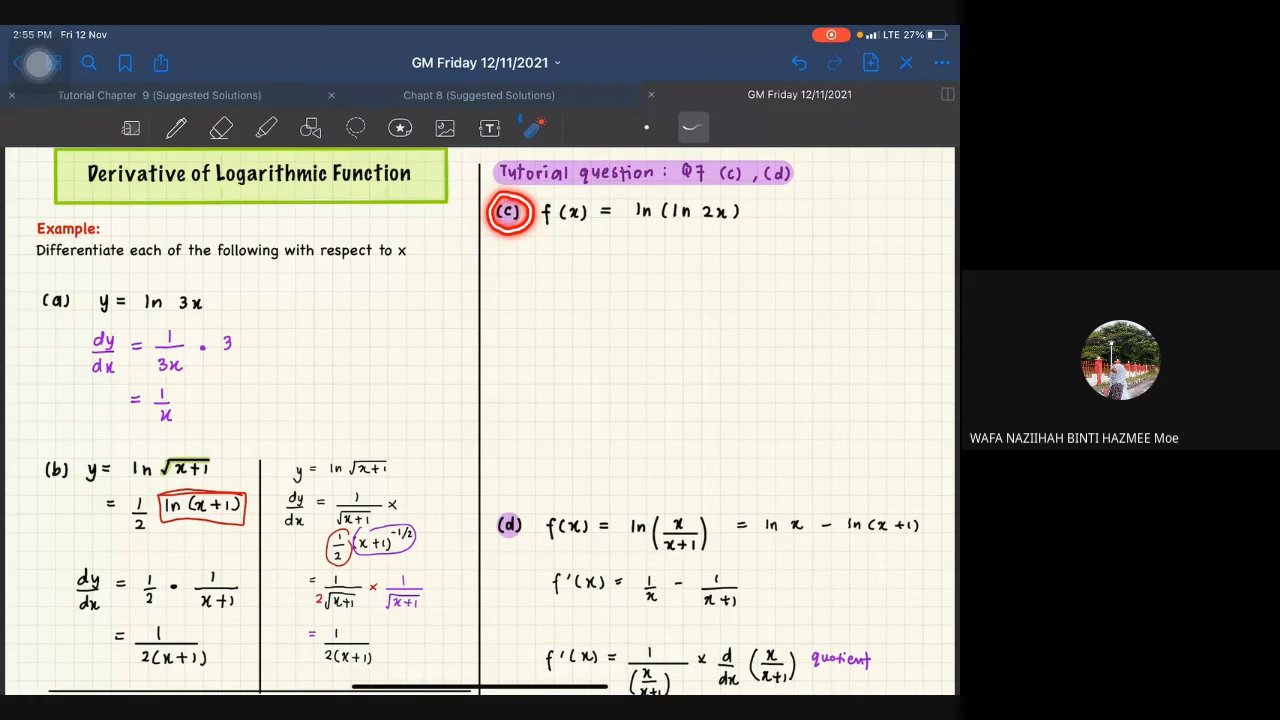 2:55 PM Fri 12 Nov
LTE 27%
GM Friday 12/11/2021
Tutorial Chapter 9 (Suggested Solutions)
Chapt 8 (Suggested Solutions)
GM Friday 12/11/2021
Derivative of Logarithmic Function
Example:
Differentiate each of the following with respect to x
(a) y = ln 3x
dy/dx = 1/3x · 3
= 1/x
(b) y = ln √(x+1)
= 1/2 ln(x+1)
dy/dx = 1/2 · 1/(x+1)
= 1/2(x+1)
y = ln √(x+1)
dy/dx = 1/√(x+1) ×
1/2 (x+1)^(-1/2)
= 1/2√(x+1) × 1/√(x+1)
= 1/2(x+1)
Tutorial question : Q7 (c) , (d)
(c) f(x) = ln(ln 2x)
(d) f(x) = ln(x/(x+1)) = ln x - ln(x+1)
f'(x) = 1/x - 1/(x+1)
f'(x) = 1/(x/(x+1)) × d/dx (x/(x+1)) quotient
WAFA NAZIIHAH BINTI HAZMEE Moe